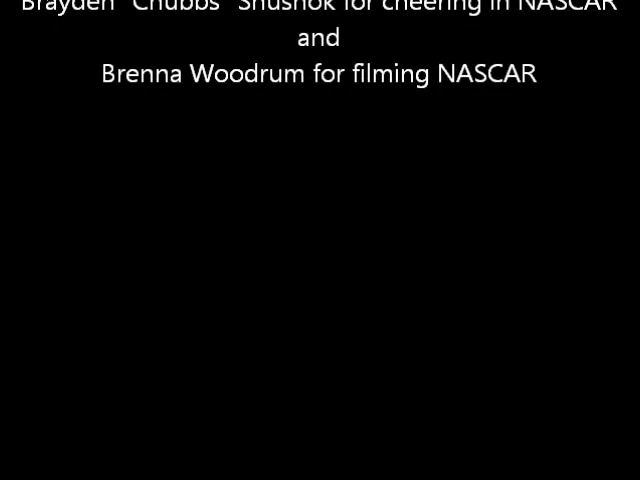 Brayden "Chubbs" Shushok for cheering in NASCAR
and
Brenna Woodrum for filming NASCAR